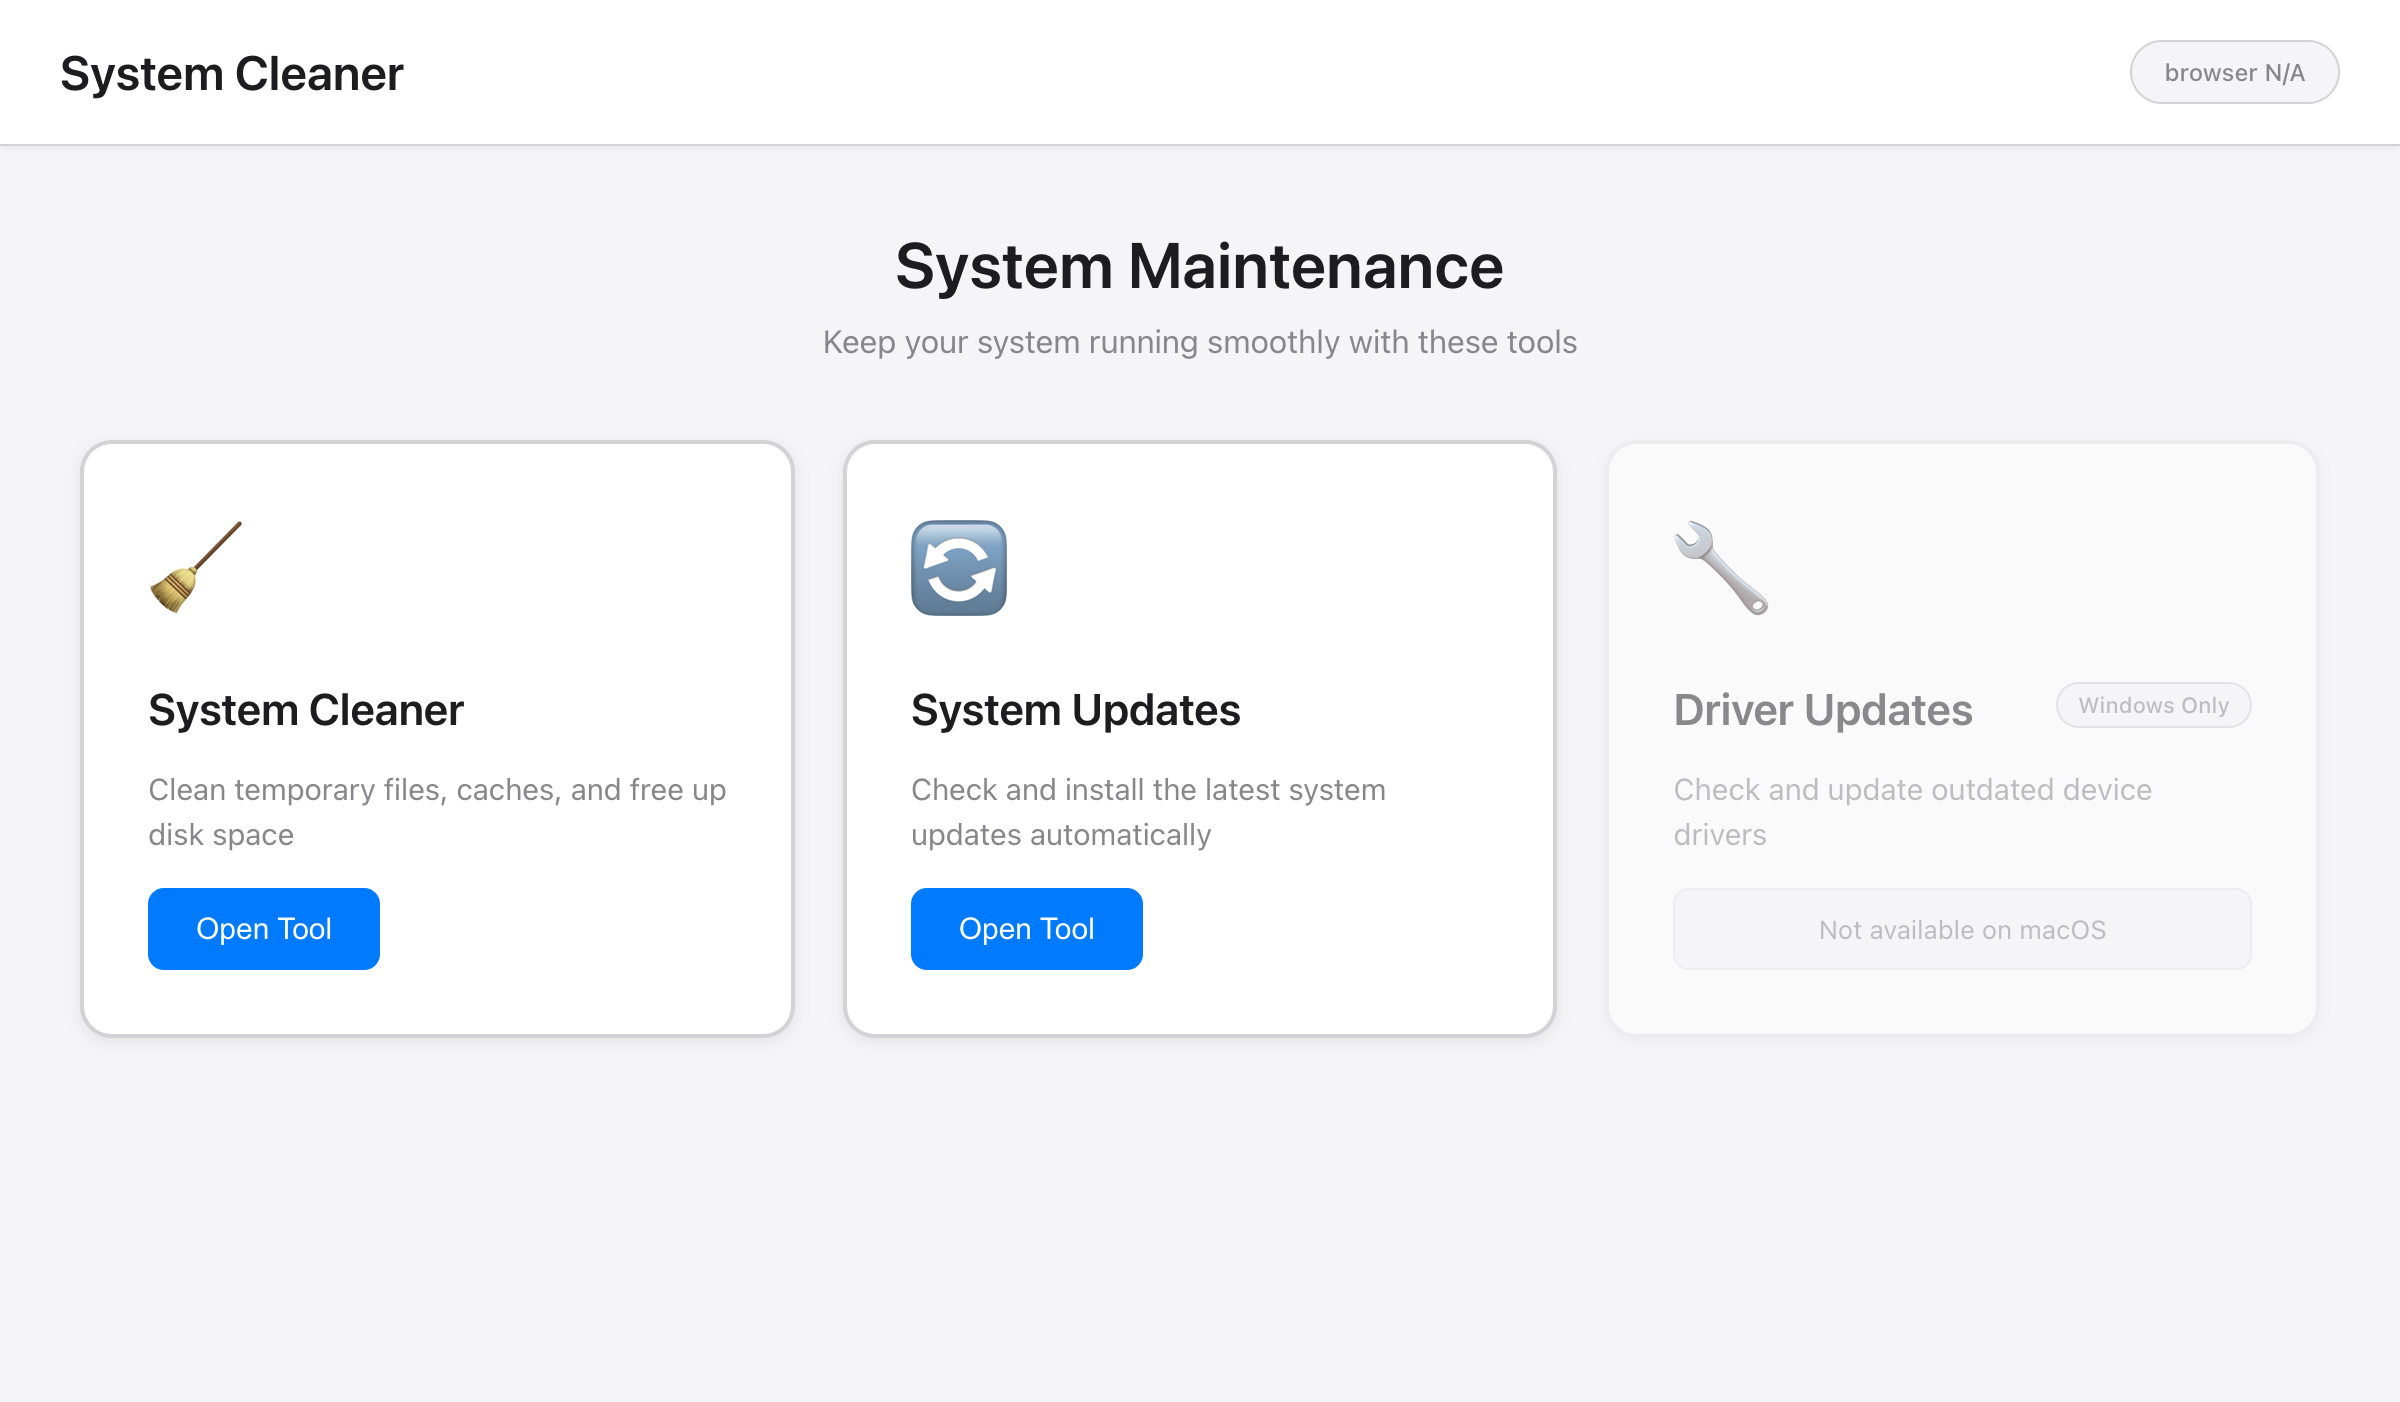 System Cleaner
browser N/A
System Maintenance
Keep your system running smoothly with these tools
System Cleaner
Clean temporary files, caches, and free up
disk space
Open Tool
System Updates
Check and install the latest system
updates automatically
Open Tool
Driver Updates
Windows Only
Check and update outdated device
drivers
Not available on macOS